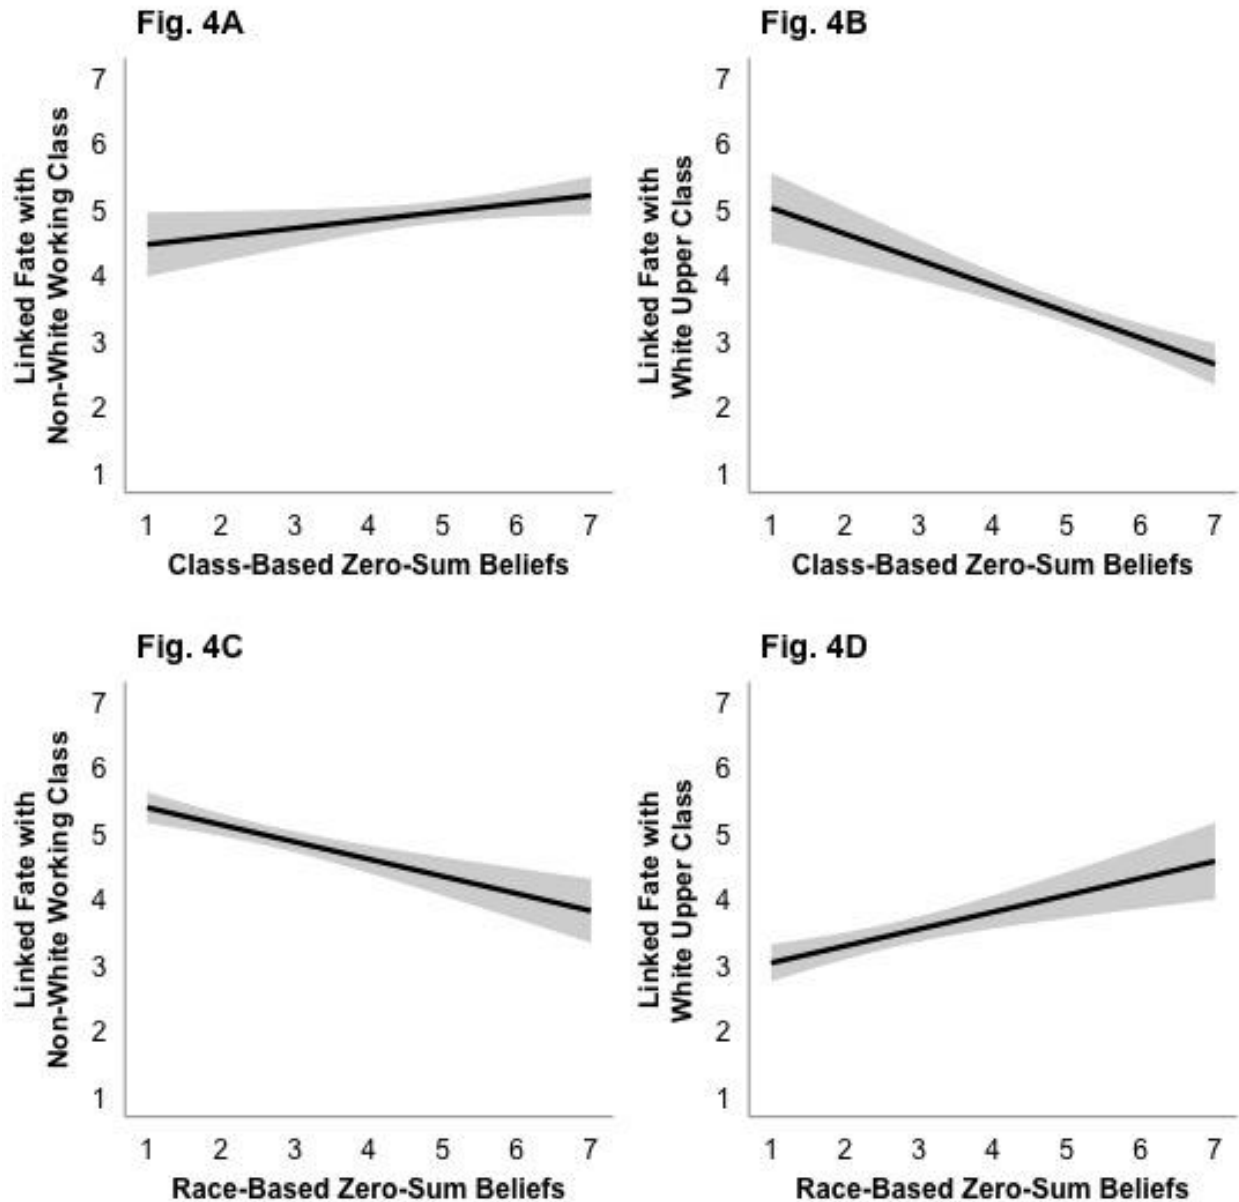 Fig. 4A
Linked Fate with
Non-White Working Class
7
6
5
4
3
2
1
1 2 3 4 5 6 7
Class-Based Zero-Sum Beliefs
Fig. 4B
Linked Fate with
White Upper Class
7
6
5
4
3
2
1
1 2 3 4 5 6 7
Class-Based Zero-Sum Beliefs
Fig. 4C
Linked Fate with
Non-White Working Class
7
6
5
4
3
2
1
1 2 3 4 5 6 7
Race-Based Zero-Sum Beliefs
Fig. 4D
Linked Fate with
White Upper Class
7
6
5
4
3
2
1
1 2 3 4 5 6 7
Race-Based Zero-Sum Beliefs